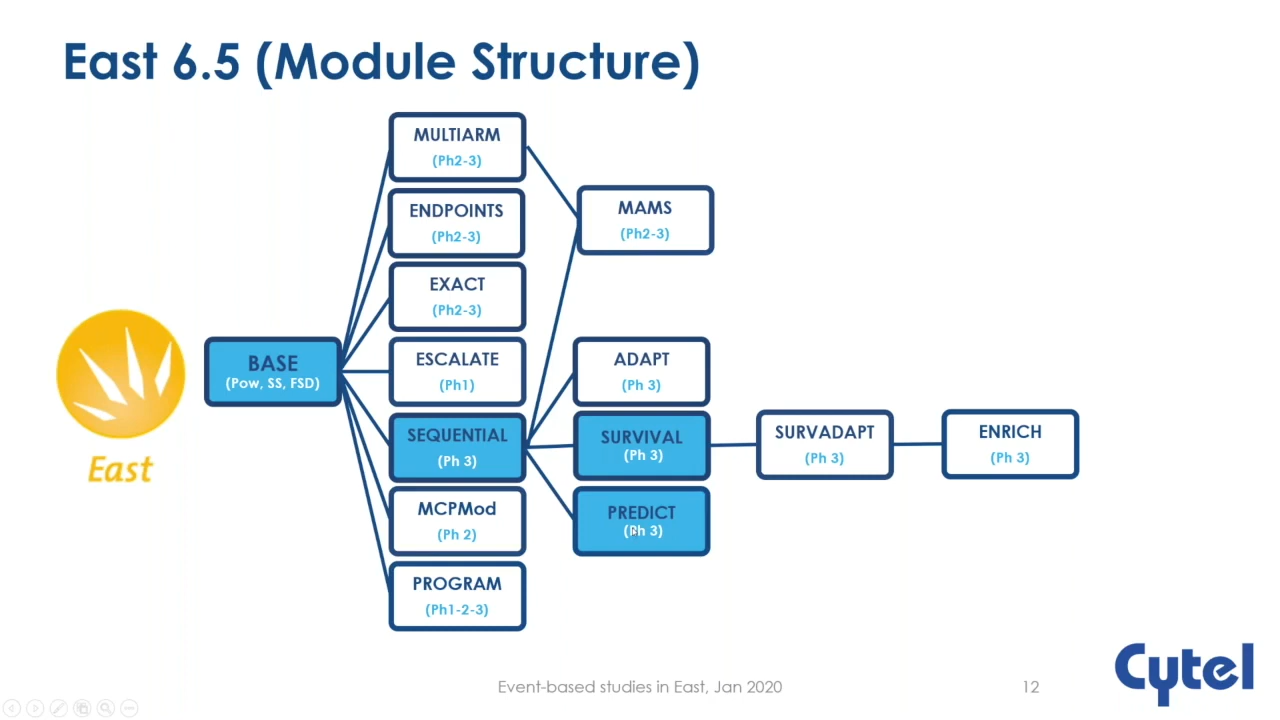 East 6.5 (Module Structure)
MULTIARM
(Ph2-3)
ENDPOINTS
(Ph2-3)
MAMS
(Ph2-3)
EXACT
(Ph2-3)
BASE
(Pow, SS, FSD)
ESCALATE
(Ph1)
ADAPT
(Ph 3)
SEQUENTIAL
(Ph 3)
SURVIVAL
(Ph 3)
SURVADAPT
(Ph 3)
ENRICH
(Ph 3)
East
MCPMod
(Ph 2)
PREDICT
(Ph 3)
PROGRAM
(Ph1-2-3)
Event-based studies in East, Jan 2020
12
Cytel